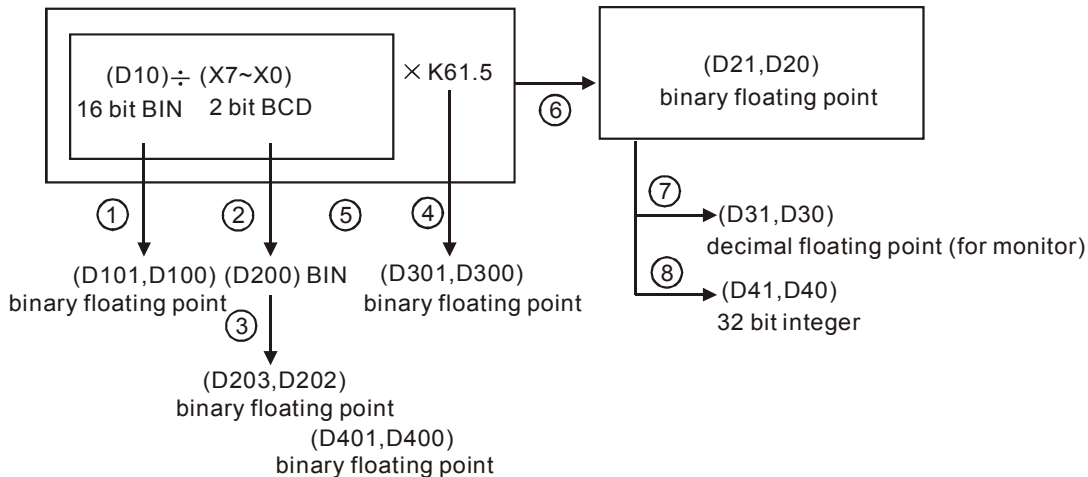 (D10) ÷ (X7~X0)
16 bit BIN 2 bit BCD
× K61.5
(D21,D20)
binary floating point
⑥
① ② ⑤ ④
⑦
(D31,D30)
decimal floating point (for monitor)
⑧
(D41,D40)
32 bit integer
(D101,D100) (D200) BIN
binary floating point
(D301,D300)
binary floating point
③
(D203,D202)
binary floating point
(D401,D400)
binary floating point